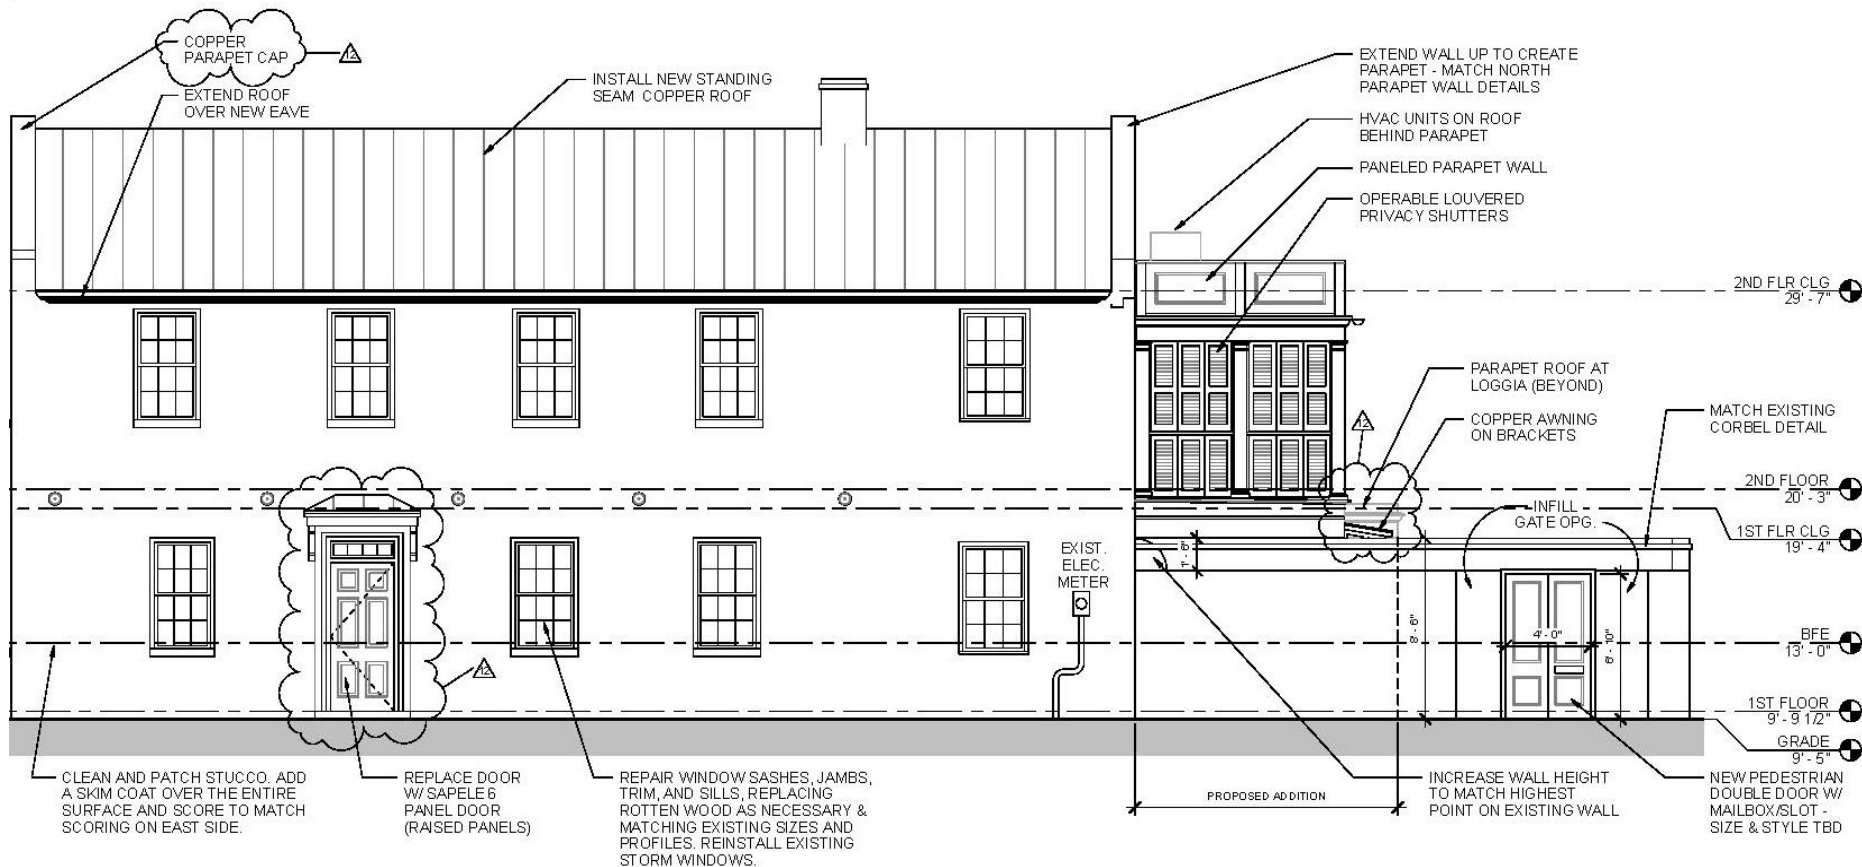 COPPER
PARAPET CAP
12
EXTEND ROOF
OVER NEW EAVE
INSTALL NEW STANDING
SEAM COPPER ROOF
EXTEND WALL UP TO CREATE
PARAPET - MATCH NORTH
PARAPET WALL DETAILS
HVAC UNITS ON ROOF
BEHIND PARAPET
PANELED PARAPET WALL
OPERABLE LOUVERED
PRIVACY SHUTTERS
2ND FLR CLG
29' - 7"
PARAPET ROOF AT
LOGGIA (BEYOND)
COPPER AWNING
ON BRACKETS
12
MATCH EXISTING
CORBEL DETAIL
2ND FLOOR
20' - 3"
INFILL
GATE OPG.
1ST FLR CLG
19' - 4"
EXIST.
ELEC.
METER
1' - 6"
8' - 6"
4' - 0"
6' - 10"
BFE
13' - 0"
12
1ST FLOOR
9' - 9 1/2"
GRADE
9' - 5"
CLEAN AND PATCH STUCCO. ADD
A SKIM COAT OVER THE ENTIRE
SURFACE AND SCORE TO MATCH
SCORING ON EAST SIDE.
REPLACE DOOR
W/ SAPELE 6
PANEL DOOR
(RAISED PANELS)
REPAIR WINDOW SASHES, JAMBS,
TRIM, AND SILLS, REPLACING
ROTTEN WOOD AS NECESSARY &
MATCHING EXISTING SIZES AND
PROFILES. REINSTALL EXISTING
STORM WINDOWS.
PROPOSED ADDITION
INCREASE WALL HEIGHT
TO MATCH HIGHEST
POINT ON EXISTING WALL
NEW PEDESTRIAN
DOUBLE DOOR W/
MAILBOX/SLOT -
SIZE & STYLE TBD